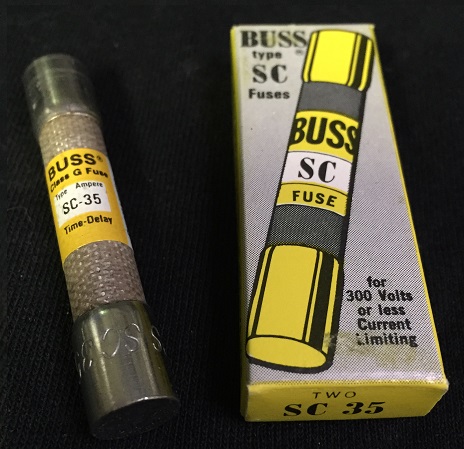 BUSS®
Class G Fuse
Type Ampere
SC-35
Time-Delay
BUSS®
type
SC
Fuses
BUSS
SC
FUSE
for
300 Volts
or less
Current
Limiting
TWO
SC 35